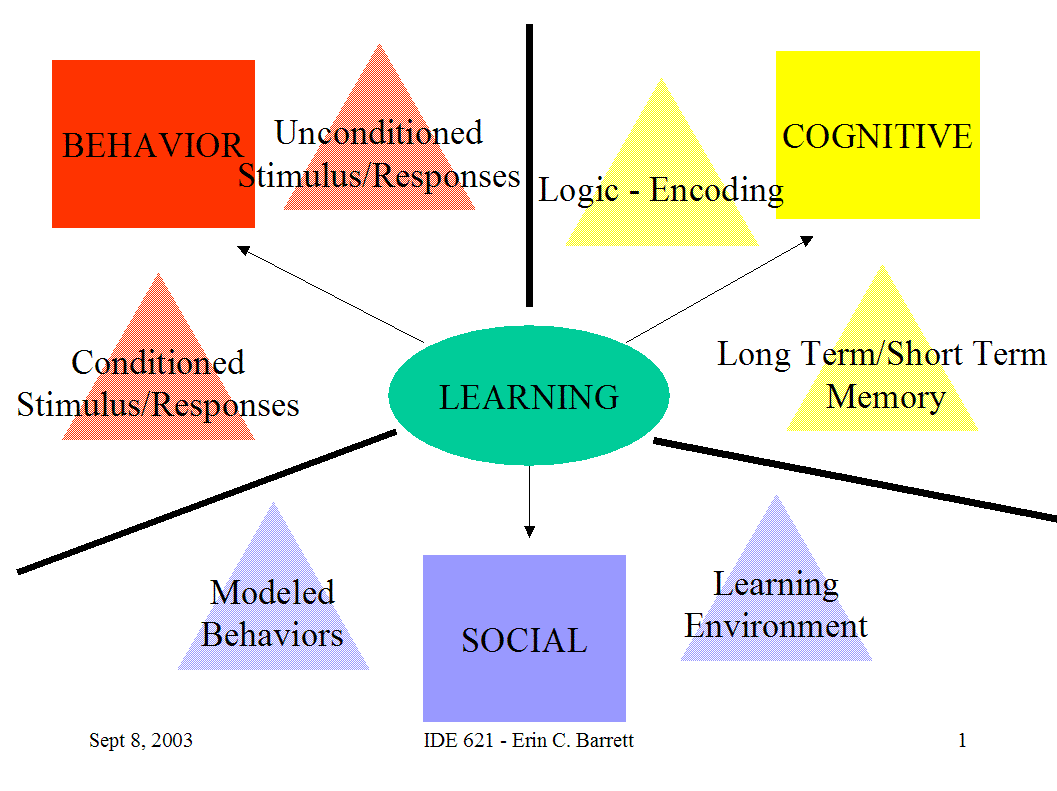 BEHAVIOR
Unconditioned
Stimulus/Responses
Logic - Encoding
COGNITIVE
Conditioned
Stimulus/Responses
LEARNING
Long Term/Short Term
Memory
Modeled
Behaviors
SOCIAL
Learning
Environment
Sept 8, 2003
IDE 621 - Erin C. Barrett
1